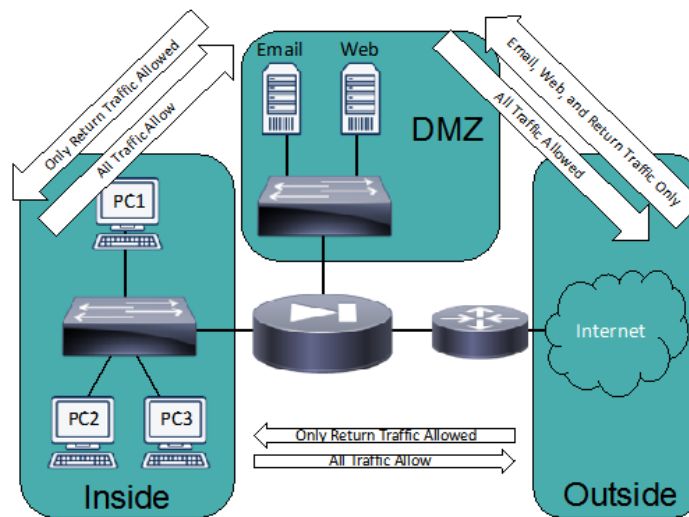 Email Web
DMZ
Only Return Traffic Allowed
All Traffic Allow
Email, Web, and Return Traffic Only
All Traffic Allowed
PC1
PC2
PC3
Inside
Internet
Outside
Only Return Traffic Allowed
All Traffic Allow